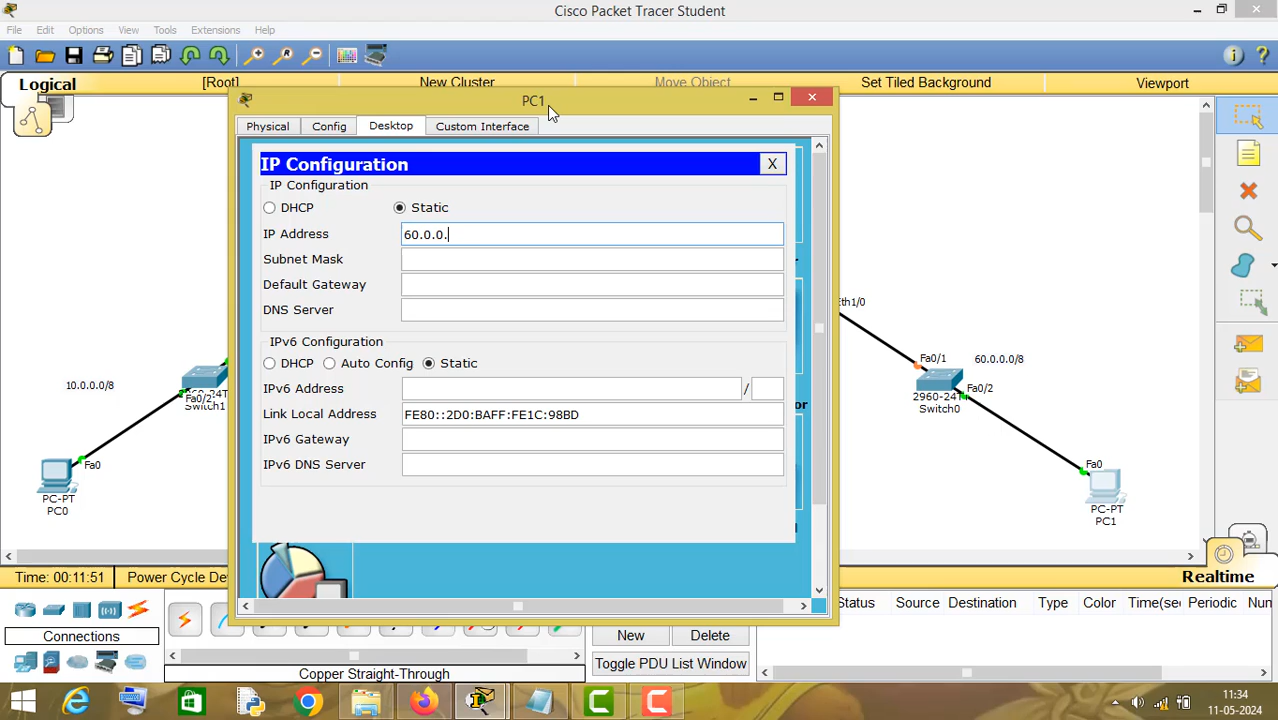 Cisco Packet Tracer Student
File Edit Options View Tools Extensions Help
Logical [Root] New Cluster Move Object Set Tiled Background Viewport
PC1
Physical Config Desktop Custom Interface
IP Configuration X
IP Configuration
DHCP Static
IP Address 60.0.0.
Subnet Mask
Default Gateway
DNS Server
IPv6 Configuration
DHCP Auto Config Static
IPv6 Address /
Link Local Address FE80::2D0:BAFF:FE1C:98BD
IPv6 Gateway
IPv6 DNS Server
10.0.0.0/8
Fa0/2
Switch1
Fa0
PC-PT
PC0
Eth1/0
Fa0/1 60.0.0.0/8
Fa0/2
2960-24T
Switch0
Fa0
PC-PT
PC1
Time: 00:11:51 Power Cycle De
Realtime
Connections
Copper Straight-Through
New Delete
Toggle PDU List Window
Status Source Destination Type Color Time(sec Periodic Num
11:34
11-05-2024